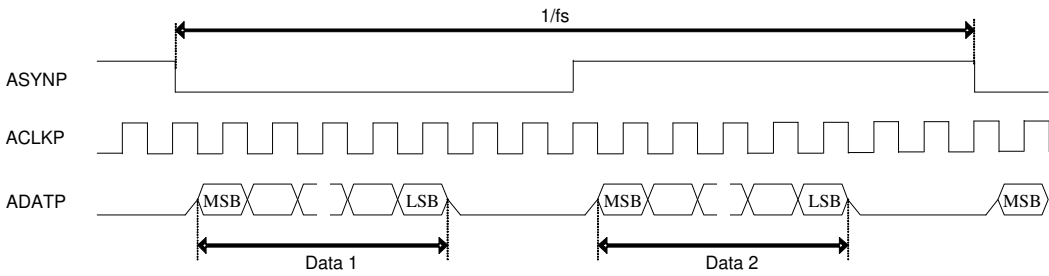 1/fs
ASYNP
ACLKP
ADATP
MSB LSB MSB LSB MSB
Data 1 Data 2